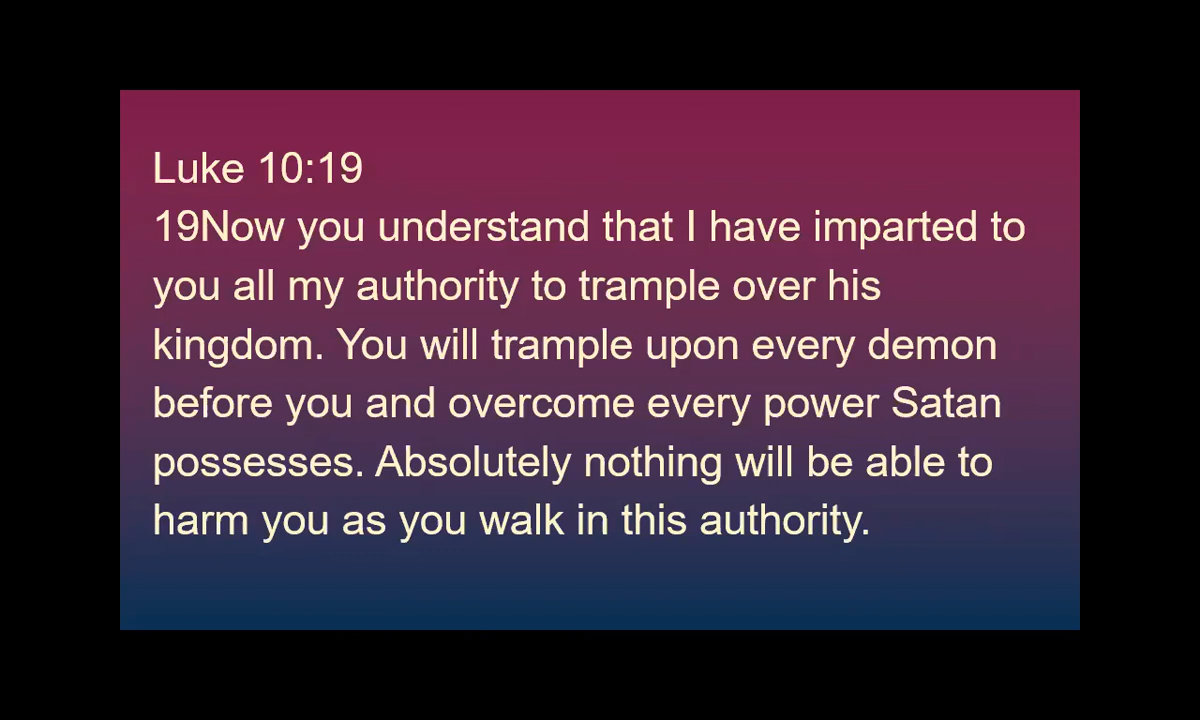 Luke 10:19
19Now you understand that I have imparted to
you all my authority to trample over his
kingdom. You will trample upon every demon
before you and overcome every power Satan
possesses. Absolutely nothing will be able to
harm you as you walk in this authority.